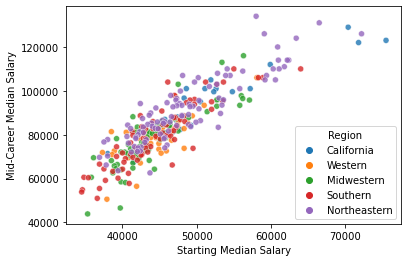 120000
100000
80000
60000
40000
Mid-Career Median Salary
Region
California
Western
Midwestern
Southern
Northeastern
40000 50000 60000 70000
Starting Median Salary